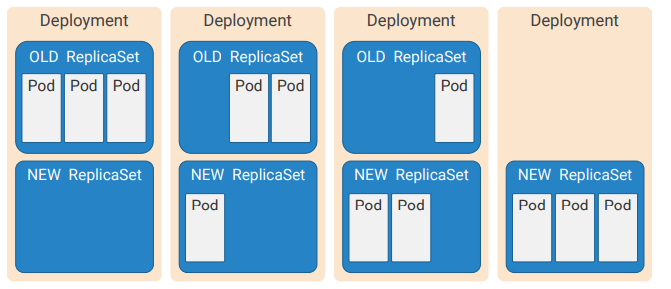 Deployment
OLD ReplicaSet
Pod Pod Pod
NEW ReplicaSet
Deployment
OLD ReplicaSet
Pod Pod
NEW ReplicaSet
Pod
Deployment
OLD ReplicaSet
Pod
NEW ReplicaSet
Pod Pod
Deployment
NEW ReplicaSet
Pod Pod Pod